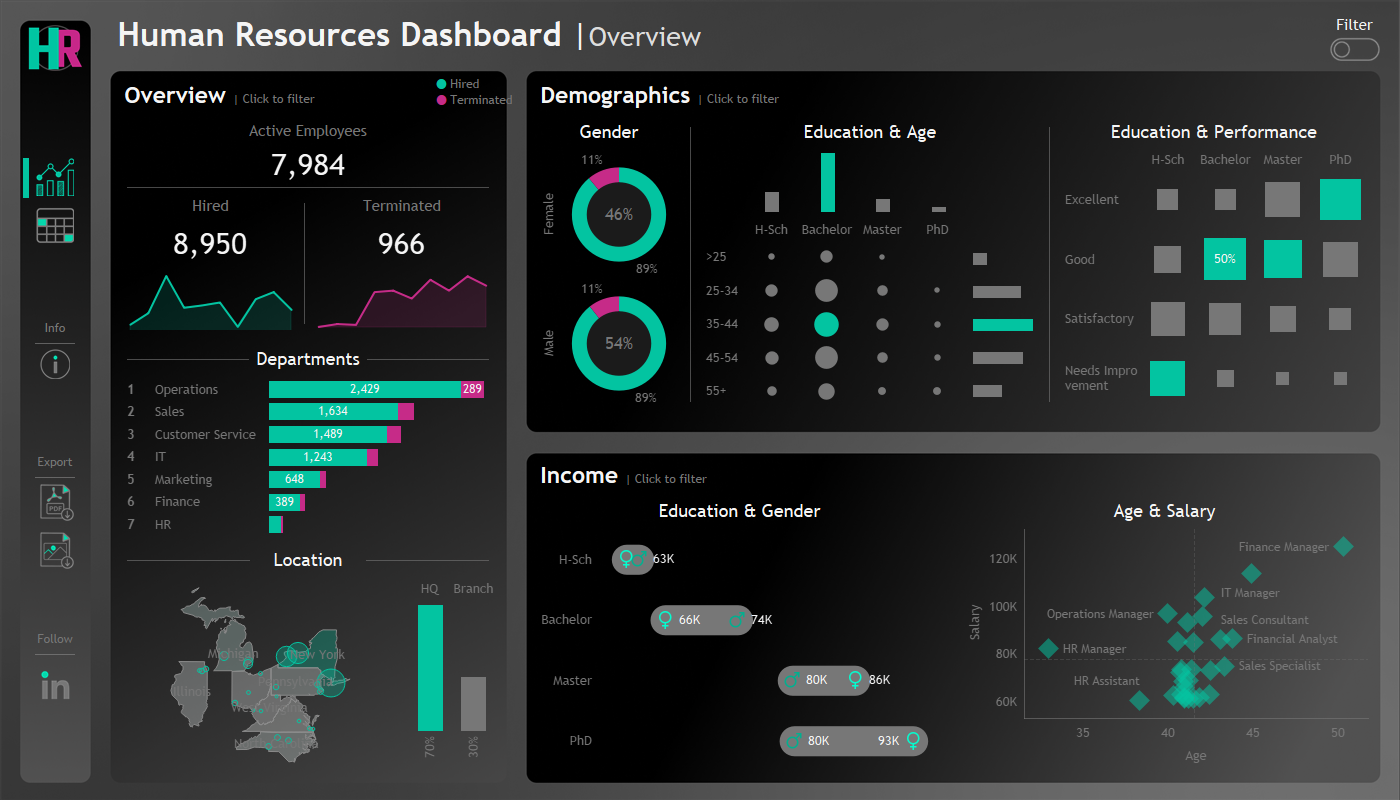 HR
Human Resources Dashboard | Overview
Filter
Overview | Click to filter
Hired
Terminated
Active Employees
7,984
Hired
8,950
Terminated
966
Departments
1 Operations 2,429 289
2 Sales 1,634
3 Customer Service 1,489
4 IT 1,243
5 Marketing 648
6 Finance 389
7 HR
Location
Michigan
New York
Illinois
Pennsylvania
West Virginia
North Carolina
HQ Branch
70% 30%
Info
Export
PDF
Follow
in
Demographics | Click to filter
Gender
11%
Female
46%
89%
11%
Male
54%
89%
Education & Age
H-Sch Bachelor Master PhD
>25
25-34
35-44
45-54
55+
Education & Performance
H-Sch Bachelor Master PhD
Excellent
Good 50%
Satisfactory
Needs Impro
vement
Income | Click to filter
Education & Gender
H-Sch 63K
Bachelor 66K 74K
Master 80K 86K
PhD 80K 93K
Age & Salary
Salary
120K
100K
80K
60K
Finance Manager
IT Manager
Operations Manager
Sales Consultant
Financial Analyst
HR Manager
Sales Specialist
HR Assistant
35 40 45 50
Age